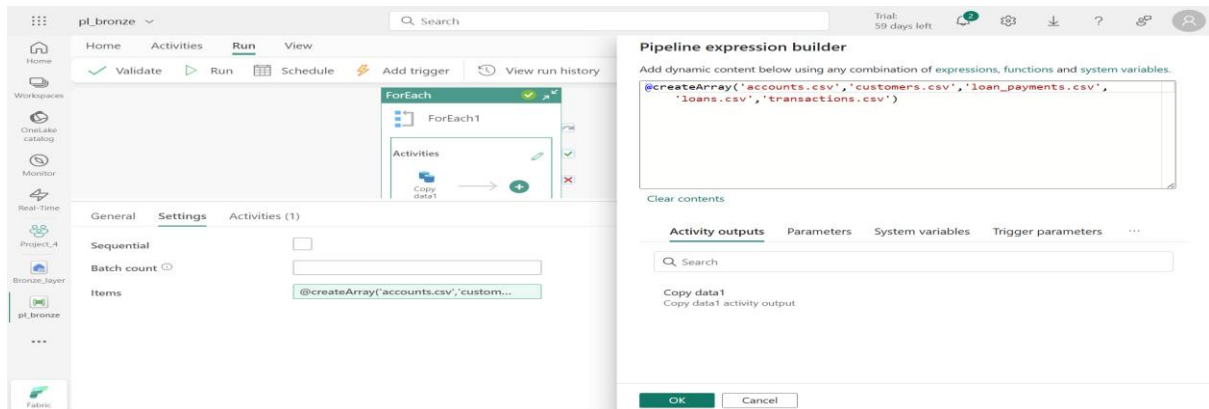 pl_bronze
Search
Trial:
59 days left
2
?
Home
Workspaces
OneLake
catalog
Monitor
Real-Time
Project_4
Bronze_layer
pl_bronze
...
Fabric
Home Activities Run View
Validate Run Schedule Add trigger View run history
ForEach
ForEach1
Activities
Copy
data1
General Settings Activities (1)
Sequential
Batch count
Items @createArray('accounts.csv','custom...
Pipeline expression builder
Add dynamic content below using any combination of expressions, functions and system variables.
@createArray('accounts.csv','customers.csv','loan_payments.csv',
'loans.csv','transactions.csv')
Clear contents
Activity outputs Parameters System variables Trigger parameters ...
Search
Copy data1
Copy data1 activity output
OK Cancel